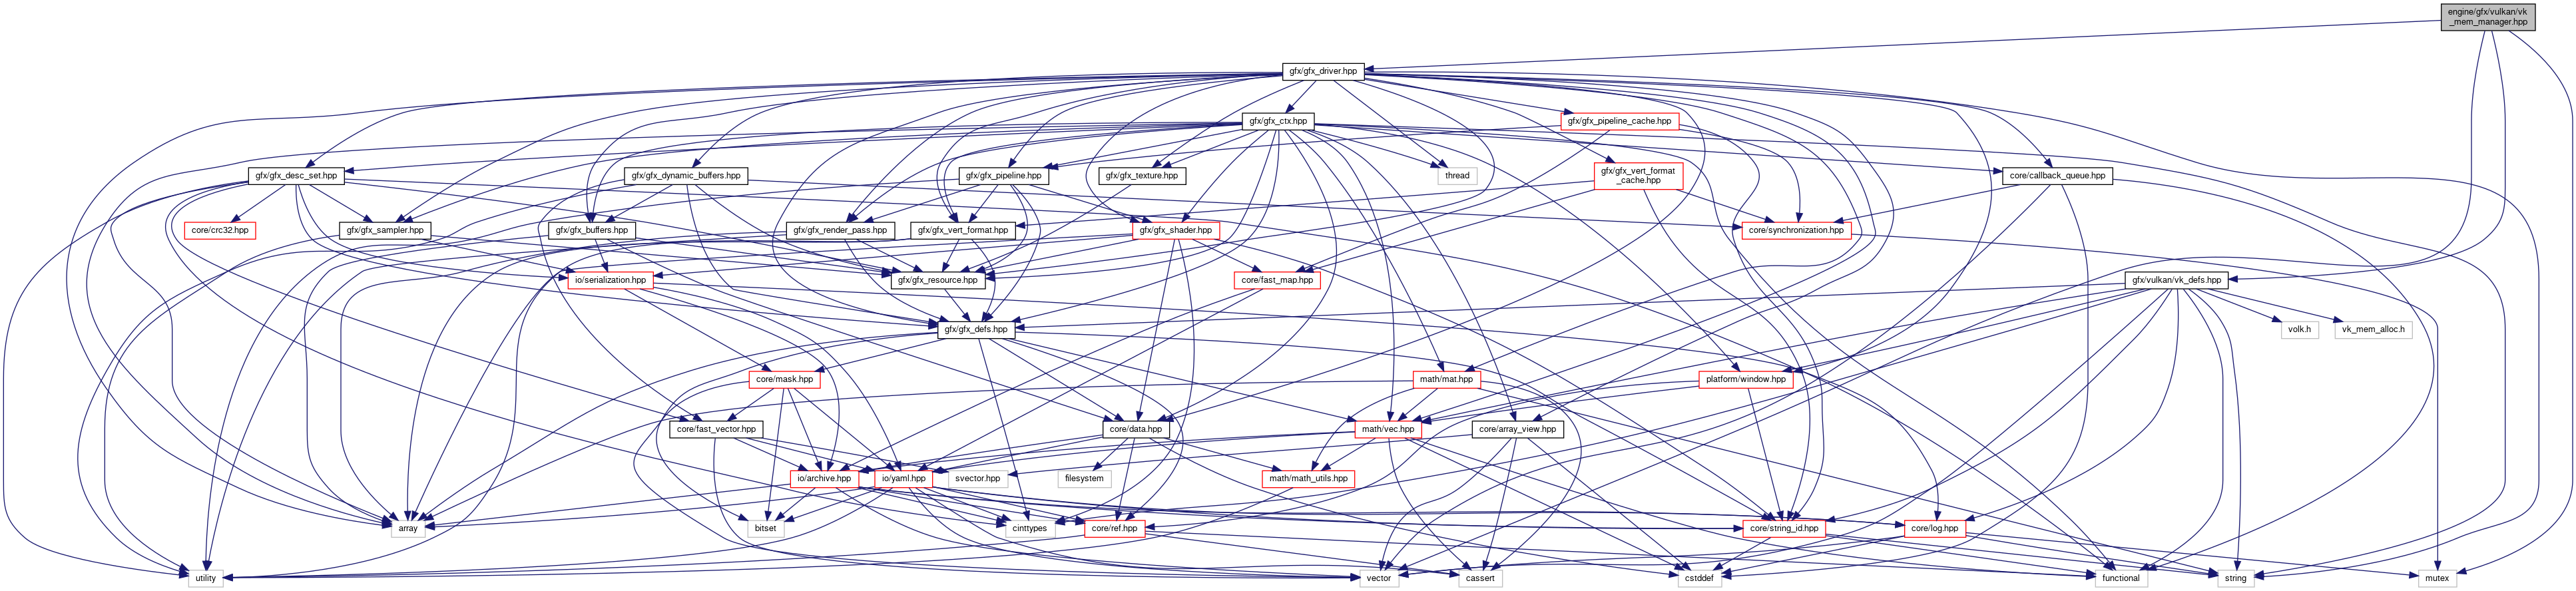 engine/gfx/vulkan/vk
_mem_manager.hpp
gfx/gfx_driver.hpp
gfx/gfx_ctx.hpp
gfx/gfx_pipeline_cache.hpp
gfx/gfx_desc_set.hpp
gfx/gfx_dynamic_buffers.hpp
gfx/gfx_pipeline.hpp
gfx/gfx_texture.hpp
thread
gfx/gfx_vert_format
_cache.hpp
core/callback_queue.hpp
core/crc32.hpp
gfx/gfx_sampler.hpp
gfx/gfx_buffers.hpp
gfx/gfx_render_pass.hpp
gfx/gfx_vert_format.hpp
gfx/gfx_shader.hpp
core/synchronization.hpp
io/serialization.hpp
gfx/gfx_resource.hpp
core/fast_map.hpp
gfx/vulkan/vk_defs.hpp
gfx/gfx_defs.hpp
volk.h
vk_mem_alloc.h
core/mask.hpp
math/mat.hpp
platform/window.hpp
core/fast_vector.hpp
core/data.hpp
math/vec.hpp
core/array_view.hpp
io/archive.hpp
io/yaml.hpp
svector.hpp
filesystem
math/math_utils.hpp
array
bitset
cinttypes
core/ref.hpp
core/string_id.hpp
core/log.hpp
utility
vector
cassert
cstddef
functional
string
mutex